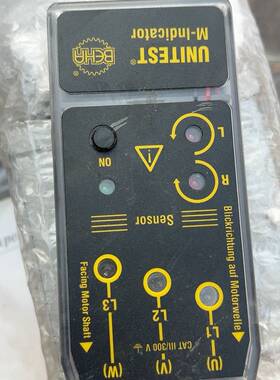 BEHA
UNITEST®
M-Indicator
L
R
ON
Sensor
Blickrichtung auf Motorwelle
Facing Motor Shaft
L1
L2
L3
(U)
(V)
(W)
CAT III/300 V